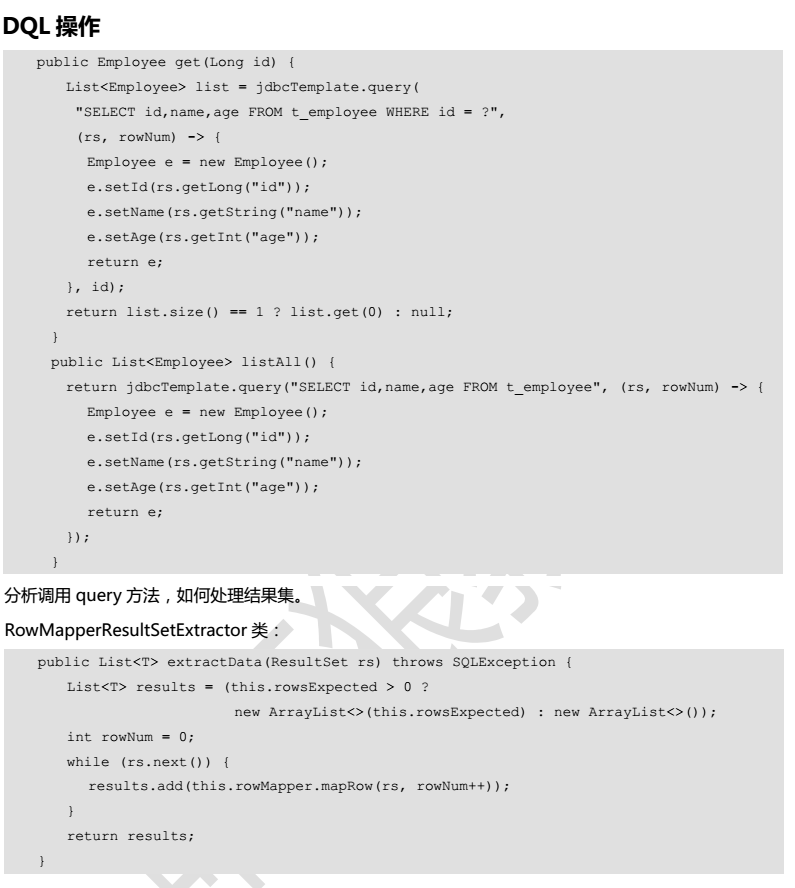 DQL 操作
public Employee get(Long id) {
List<Employee> list = jdbcTemplate.query(
"SELECT id,name,age FROM t_employee WHERE id = ?",
(rs, rowNum) -> {
Employee e = new Employee();
e.setId(rs.getLong("id"));
e.setName(rs.getString("name"));
e.setAge(rs.getInt("age"));
return e;
}, id);
return list.size() == 1 ? list.get(0) : null;
}
public List<Employee> listAll() {
return jdbcTemplate.query("SELECT id,name,age FROM t_employee", (rs, rowNum) -> {
Employee e = new Employee();
e.setId(rs.getLong("id"));
e.setName(rs.getString("name"));
e.setAge(rs.getInt("age"));
return e;
});
}
分析调用 query 方法，如何处理结果集。
RowMapperResultSetExtractor 类：
public List<T> extractData(ResultSet rs) throws SQLException {
List<T> results = (this.rowsExpected > 0 ?
new ArrayList<>(this.rowsExpected) : new ArrayList<>());
int rowNum = 0;
while (rs.next()) {
results.add(this.rowMapper.mapRow(rs, rowNum++));
}
return results;
}